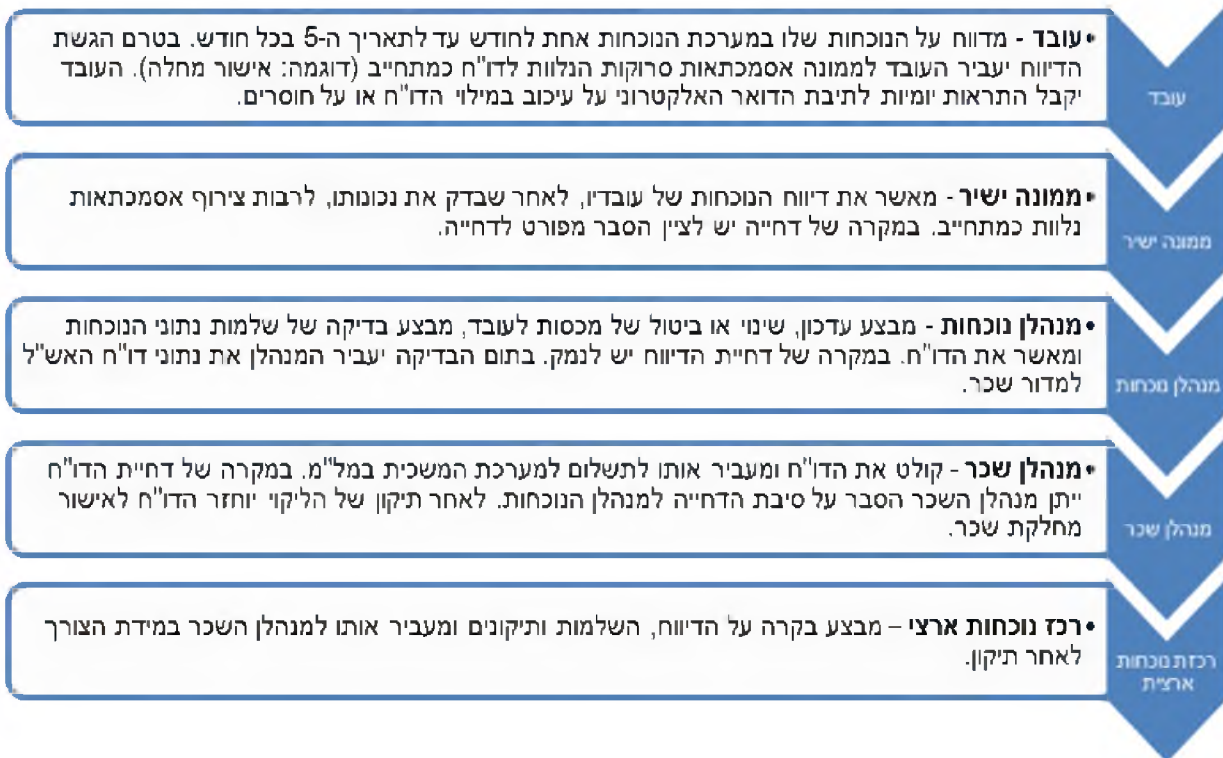 •עובד - מדווח על הנוכחות שלו במערכת הנוכחות אחת לחודש עד לתאריך ה-5 בכל חודש. בטרם הגשת
הדיווח יעביר העובד לממונה אסמכתאות סרוקות הנלוות לדו"ח כמתחייב (דוגמה: אישור מחלה). העובד
יקבל התראות יומיות לתיבת הדואר האלקטרוני על עיכוב במילוי הדו"ח או על חוסרים.
עובד
•ממונה ישיר - מאשר את דיווח הנוכחות של עובדיו, לאחר שבדק את נכונותו, לרבות צירוף אסמכתאות
נלוות כמתחייב. במקרה של דחייה יש לציין הסבר מפורט לדחייה.
ממונה ישיר
•מנהלן נוכחות - מבצע עדכון, שינוי או ביטול של מכסות לעובד, מבצע בדיקה של שלמות נתוני הנוכחות
ומאשר את הדו"ח. במקרה של דחיית הדיווח יש לנמק. בתום הבדיקה יעביר המנהלן את נתוני דו"ח האש"ל
למדור שכר.
מנהלן נוכחות
•מנהלן שכר - קולט את הדו"ח ומעביר אותו לתשלום למערכת המשכית במל"מ. במקרה של דחיית הדו"ח
ייתן מנהלן השכר הסבר על סיבת הדחייה למנהלן הנוכחות. לאחר תיקון של הליקוי יוחזר הדו"ח לאישור
מחלקת שכר.
מנהלן שכר
•רכז נוכחות ארצי – מבצע בקרה על הדיווח, השלמות ותיקונים ומעביר אותו למנהלן השכר במידת הצורך
לאחר תיקון.
רכזת נוכחות
ארצית